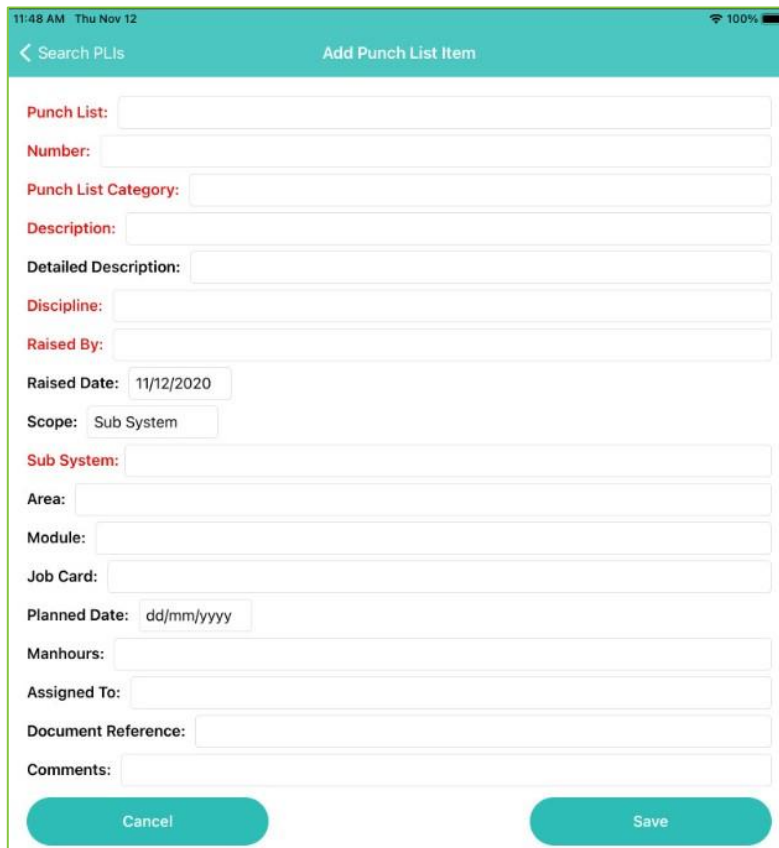 11:48 AM Thu Nov 12 100%
Search PLIs Add Punch List Item
Punch List:
Number:
Punch List Category:
Description:
Detailed Description:
Discipline:
Raised By:
Raised Date: 11/12/2020
Scope: Sub System
Sub System:
Area:
Module:
Job Card:
Planned Date: dd/mm/yyyy
Manhours:
Assigned To:
Document Reference:
Comments:
Cancel Save